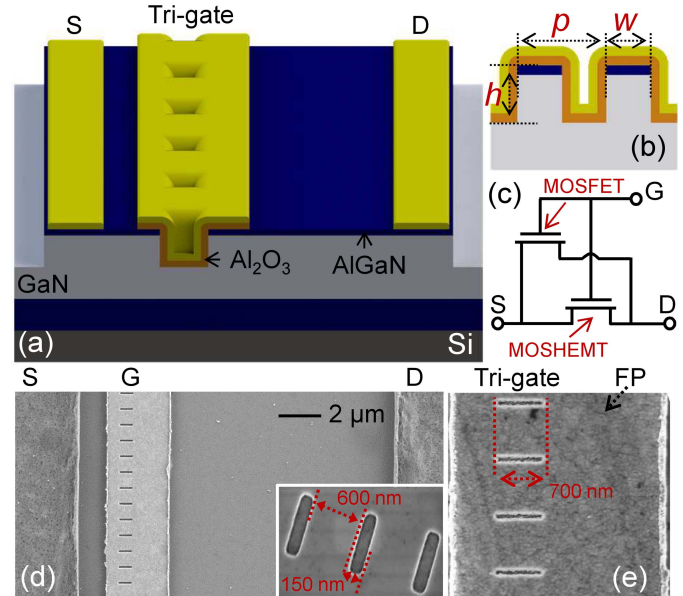 S
Tri-gate
D
Al₂O₃
AlGaN
GaN
(a)
Si
p
w
h
(b)
(c)
MOSFET
G
S
D
MOSHEMT
S
G
D
2 μm
600 nm
150 nm
(d)
Tri-gate
FP
700 nm
(e)